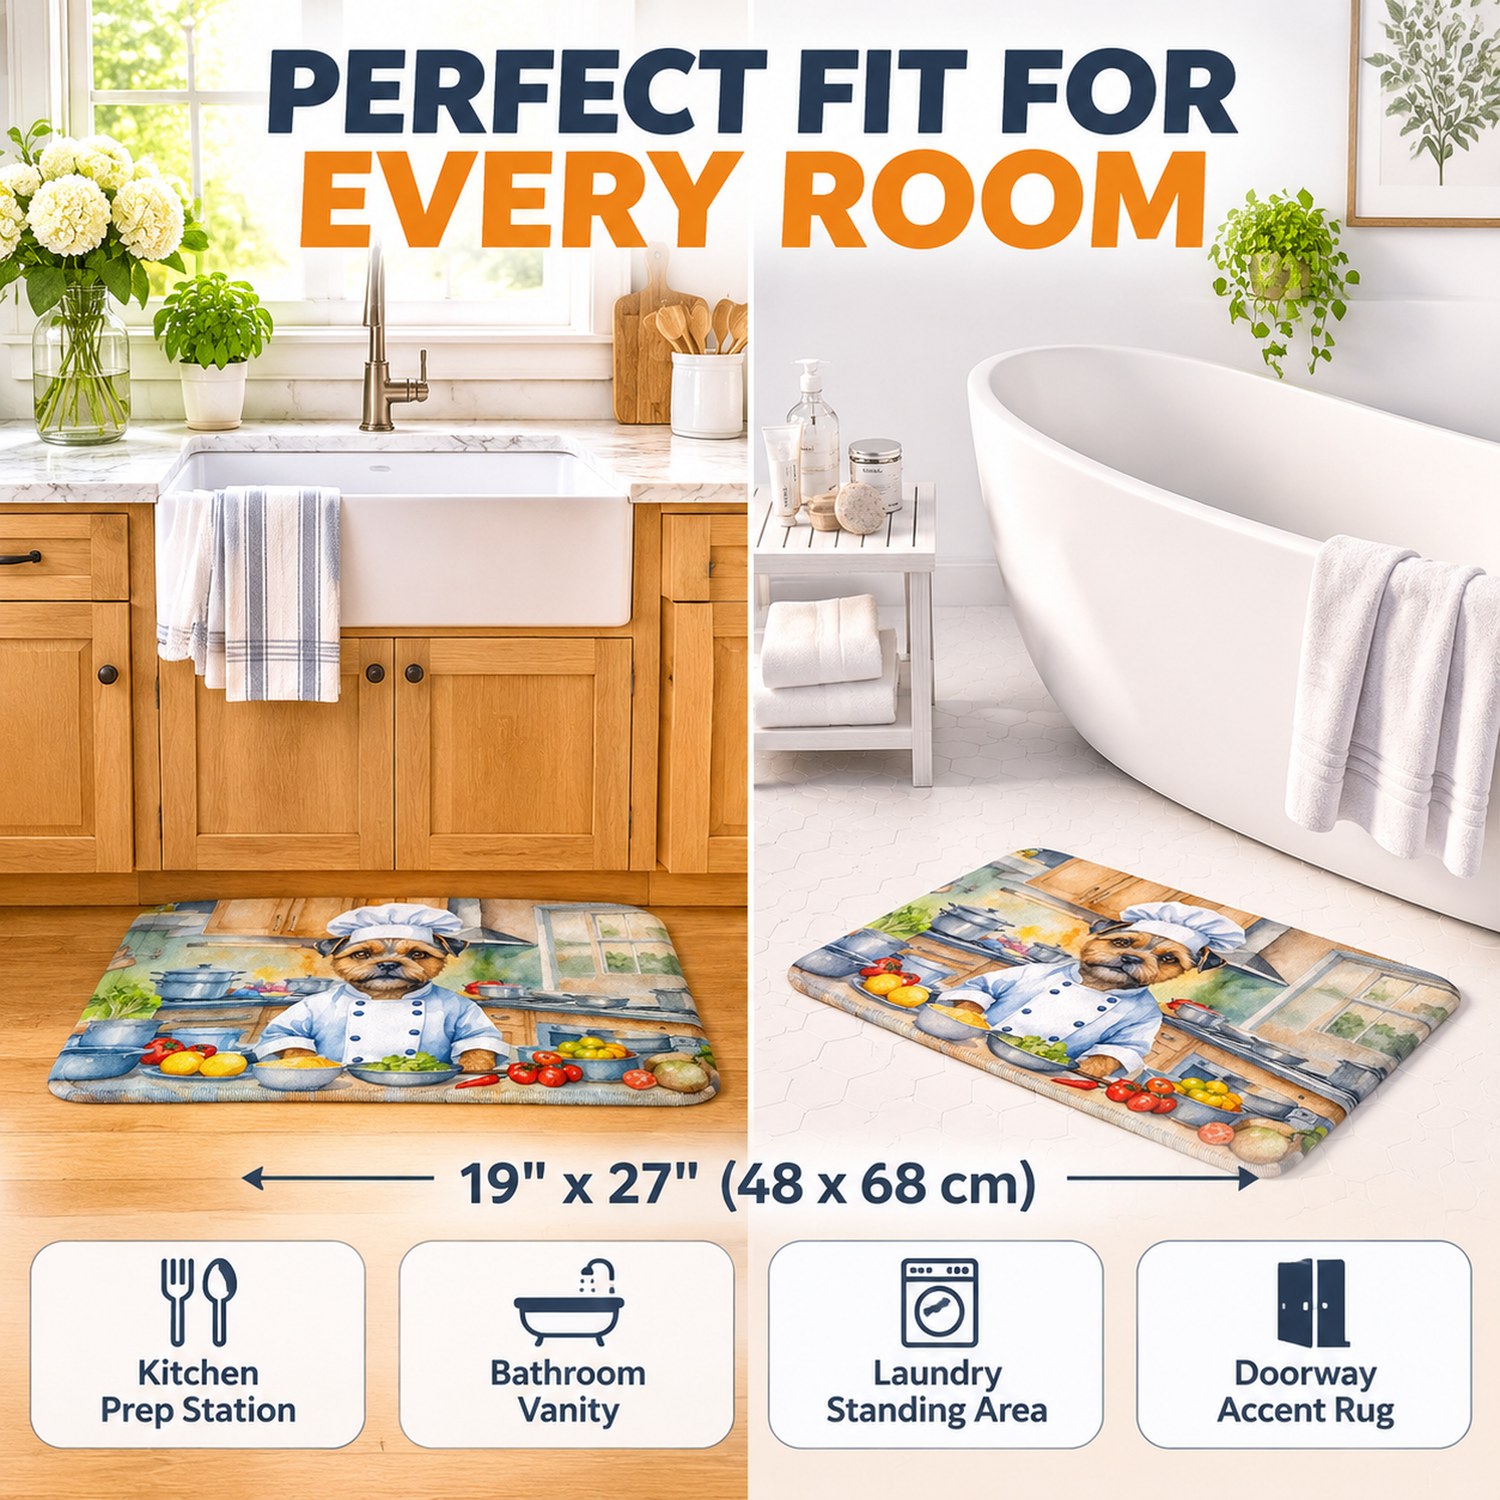 PERFECT FIT FOR
EVERY ROOM
19" x 27" (48 x 68 cm)
Kitchen
Prep Station
Bathroom
Vanity
Laundry
Standing Area
Doorway
Accent Rug